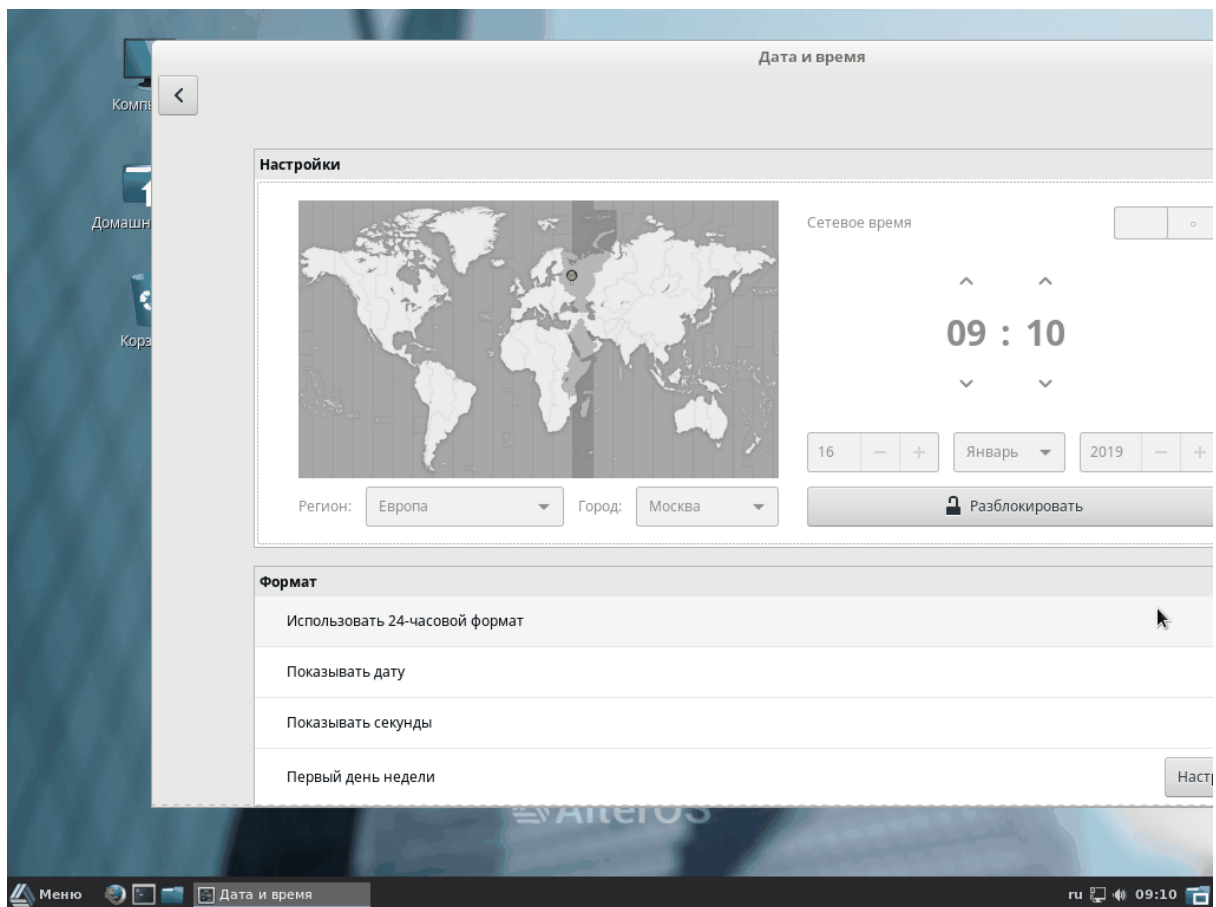 Дата и время
Настройки
Сетевое время
09 : 10
16 − + Январь 2019 − +
Регион: Европа Город: Москва Разблокировать
Формат
Использовать 24-часовой формат
Показывать дату
Показывать секунды
Первый день недели
AlterOS
Меню Дата и время ru 09:10